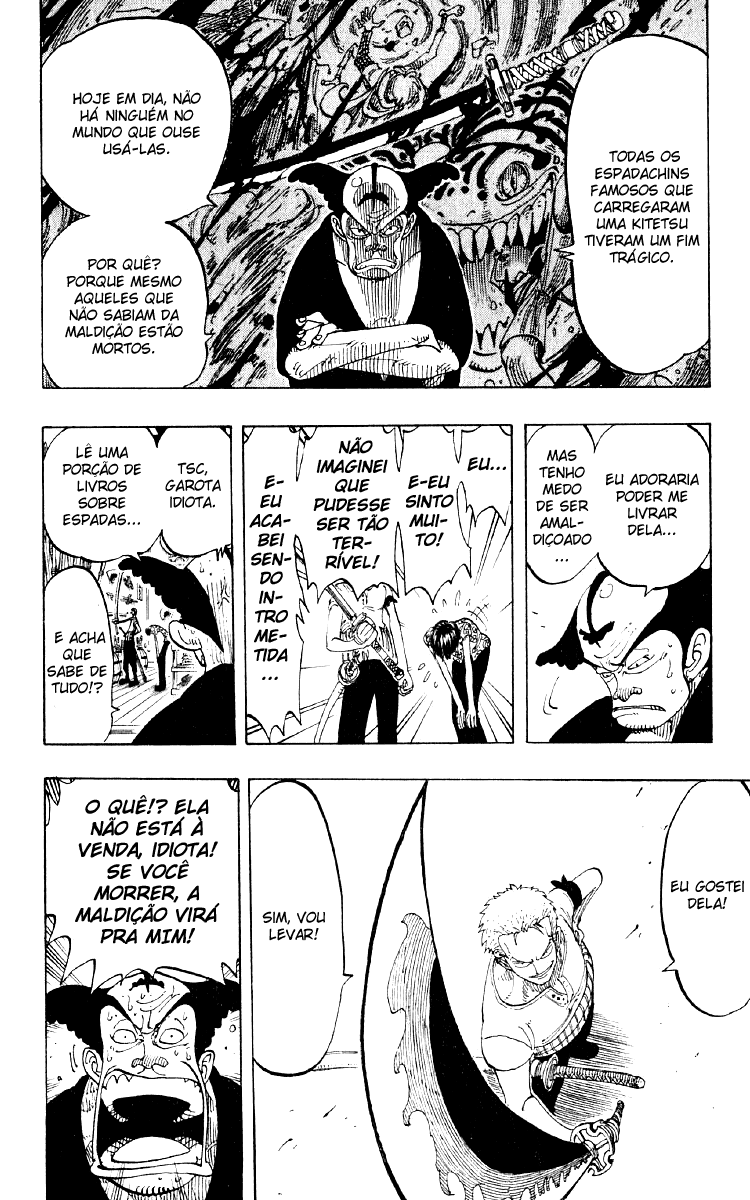 TODAS OS
ESPADACHINS
FAMOSOS QUE
CARREGARAM
UMA KITETSU
TIVERAM UM FIM
TRÁGICO.
HOJE EM DIA, NÃO
HÁ NINGUÉM NO
MUNDO QUE OUSE
USÁ-LAS.
POR QUÊ?
PORQUE MESMO
AQUELES QUE
NÃO SABIAM DA
MALDIÇÃO ESTÃO
MORTOS.
EU ADORARIA
PODER ME
LIVRAR
DELA...
MAS
TENHO
MEDO
DE SER
AMAL-
DIÇOADO
...
EU...
E-EU
SINTO
MUI-
TO!
NÃO
IMAGINEI
QUE
PUDESSE
SER TÃO
TER-
RÍVEL!
E-
EU
ACA-
BEI
SEN-
DO
IN-
TRO
ME-
TIDA
...
TSC,
GAROTA
IDIOTA.
LÊ UMA
PORÇÃO DE
LIVROS
SOBRE
ESPADAS...
E ACHA
QUE
SABE DE
TUDO!?
EU GOSTEI
DELA!
SIM, VOU
LEVAR!
O QUÊ!? ELA
NÃO ESTÁ À
VENDA, IDIOTA!
SE VOCÊ
MORRER, A
MALDIÇÃO VIRÁ
PRA MIM!